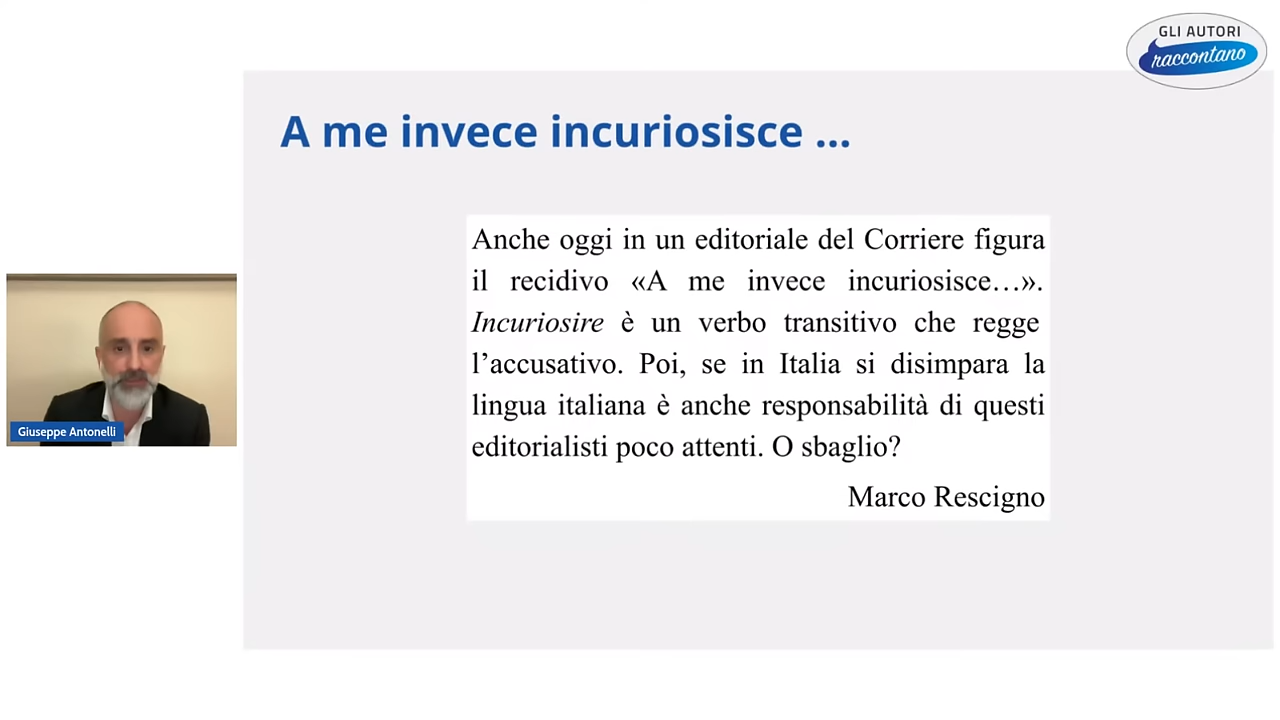 GLI AUTORI
raccontano
A me invece incuriosisce ...
Anche oggi in un editoriale del Corriere figura
il recidivo «A me invece incuriosisce…».
Incuriosire è un verbo transitivo che regge
l’accusativo. Poi, se in Italia si disimpara la
lingua italiana è anche responsabilità di questi
editorialisti poco attenti. O sbaglio?
Marco Rescigno
Giuseppe Antonelli